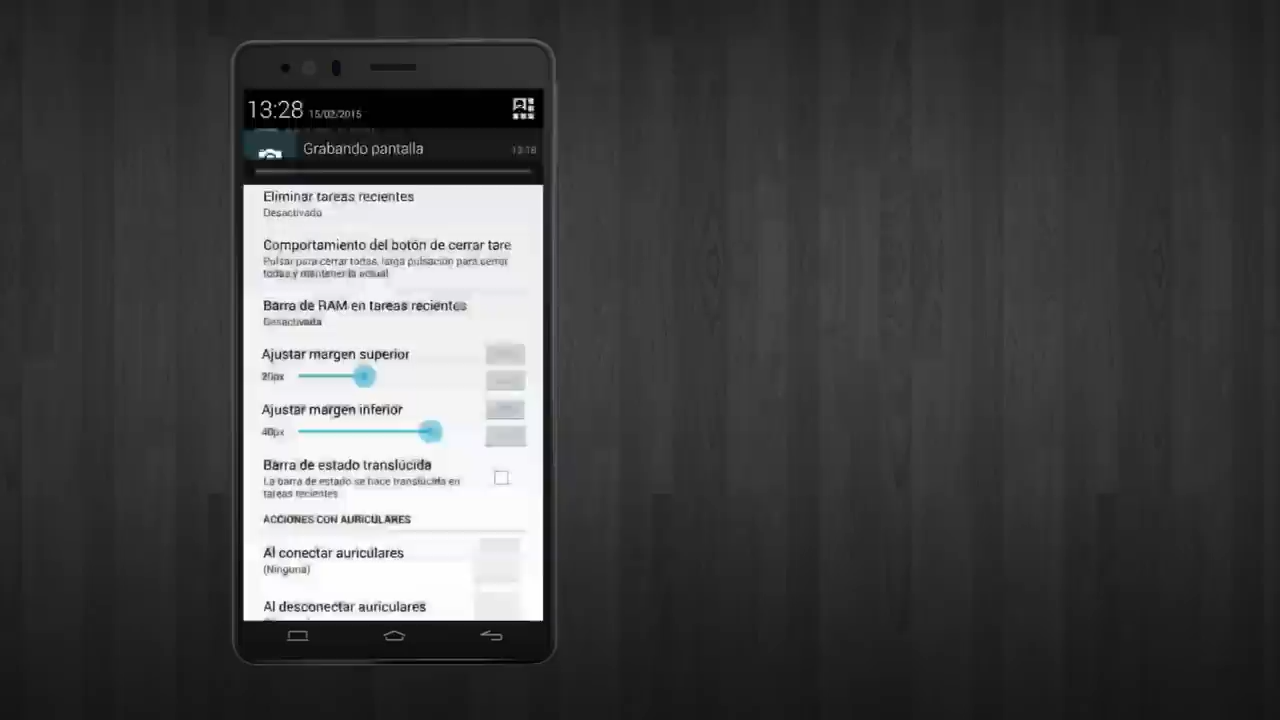 13:28 15/02/2015
Grabando pantalla 13:18
Eliminar tareas recientes
Desactivado
Comportamiento del botón de cerrar tare
Pulsar para cerrar todas, larga pulsación para cerrar
todas y mantener la actual
Barra de RAM en tareas recientes
Desactivada
Ajustar margen superior
20px
Ajustar margen inferior
40px
Barra de estado translúcida
La barra de estado se hace translúcida en
tareas recientes
ACCIONES CON AURICULARES
Al conectar auriculares
(Ninguna)
Al desconectar auriculares